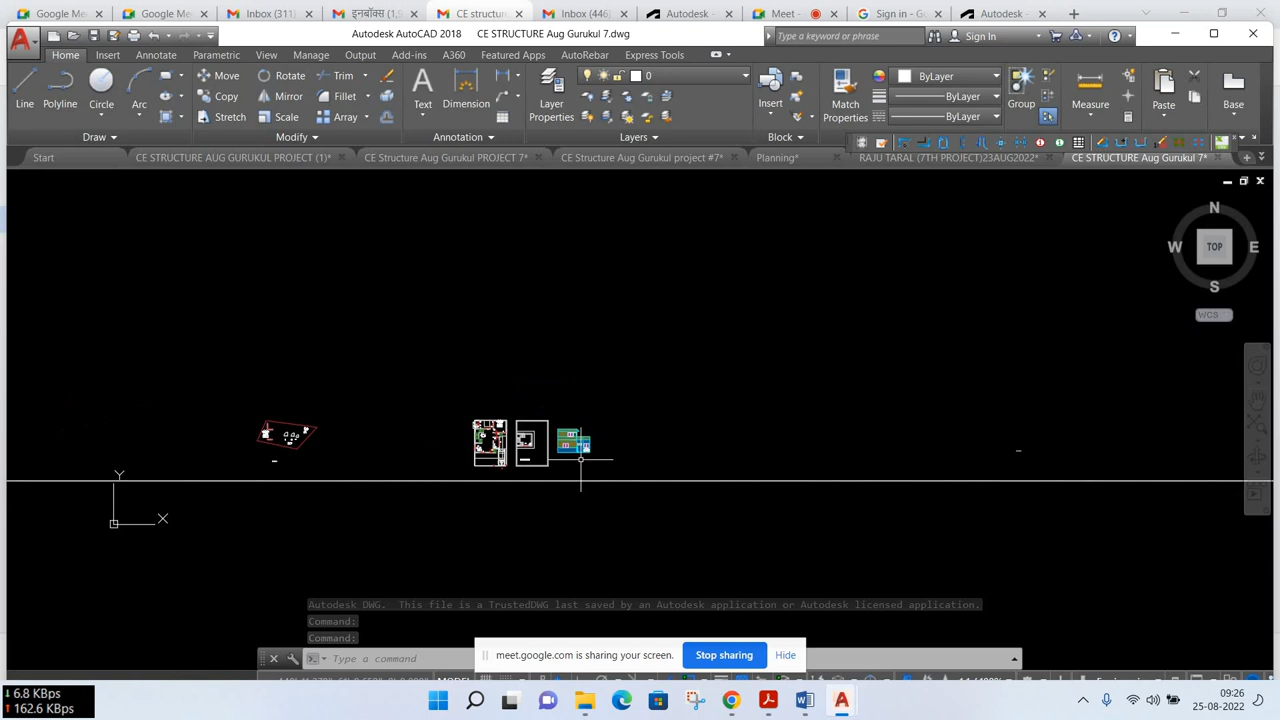 Google Mee
Google Mee
Inbox (311)
इनबॉक्स (1,9
CE structure
Inbox (446)
Autodesk -
Meet -
Sign in - Go
Autodesk -
Autodesk AutoCAD 2018 CE STRUCTURE Aug Gurukul 7.dwg
Type a keyword or phrase
Sign In
Home Insert Annotate Parametric View Manage Output Add-ins A360 Featured Apps AutoRebar Express Tools
Line Polyline Circle Arc
Move Rotate Trim
Copy Mirror Fillet
Stretch Scale Array
Text Dimension
Layer Properties
0
Insert
Match Properties
ByLayer
ByLayer
ByLayer
Group Measure Paste Base
Draw Modify Annotation Layers Block
Start
CE STRUCTURE AUG GURUKUL PROJECT (1)*
CE Structure Aug Gurukul PROJECT 7*
CE Structure Aug Gurukul project #7*
Planning*
RAJU TARAL (7TH PROJECT)23AUG2022*
CE STRUCTURE Aug Gurukul 7*
N
W TOP E
S
WCS
Y
X
Autodesk DWG. This file is a TrustedDWG last saved by an Autodesk application or Autodesk licensed application.
Command:
Command:
Type a command
meet.google.com is sharing your screen. Stop sharing Hide
MODEL
6.8 KBps
162.6 KBps
09:26
25-08-2022